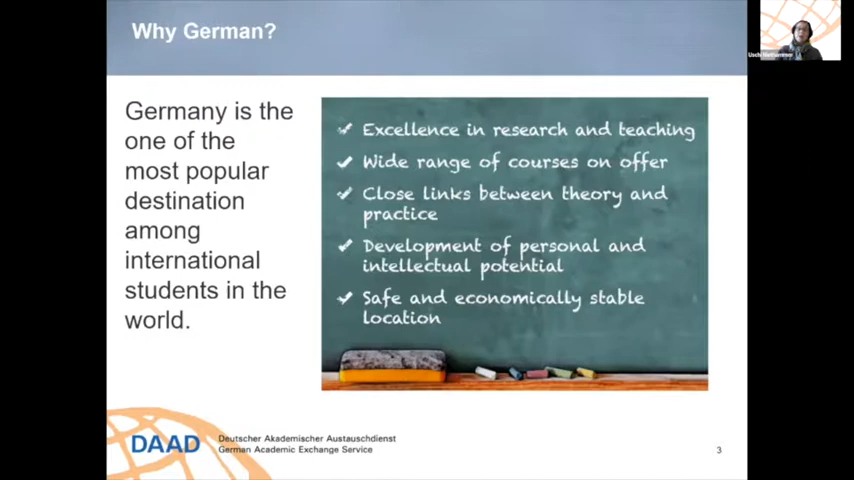 Why German?
Germany is the
one of the
most popular
destination
among
international
students in the
world.
Excellence in research and teaching
Wide range of courses on offer
Close links between theory and
practice
Development of personal and
intellectual potential
Safe and economically stable
location
DAAD
Deutscher Akademischer Austauschdienst
German Academic Exchange Service
3